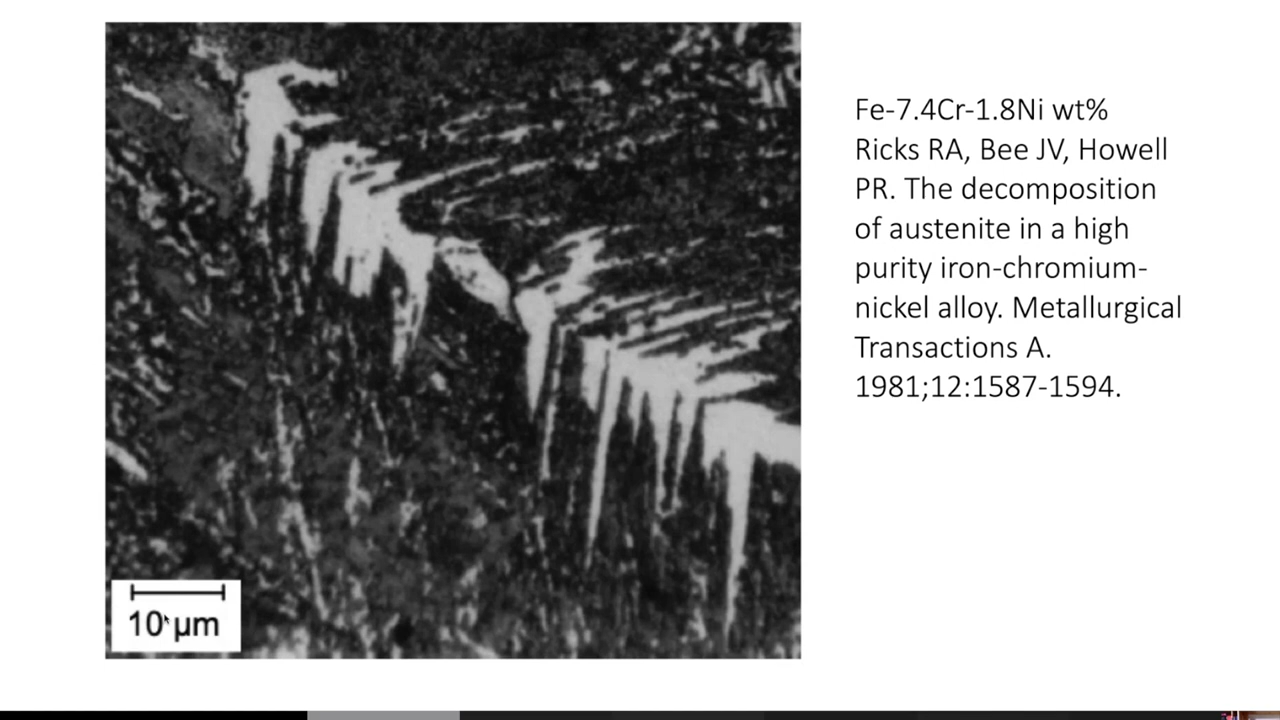 Fe-7.4Cr-1.8Ni wt%
Ricks RA, Bee JV, Howell
PR. The decomposition
of austenite in a high
purity iron-chromium-
nickel alloy. Metallurgical
Transactions A.
1981;12:1587-1594.
10 µm